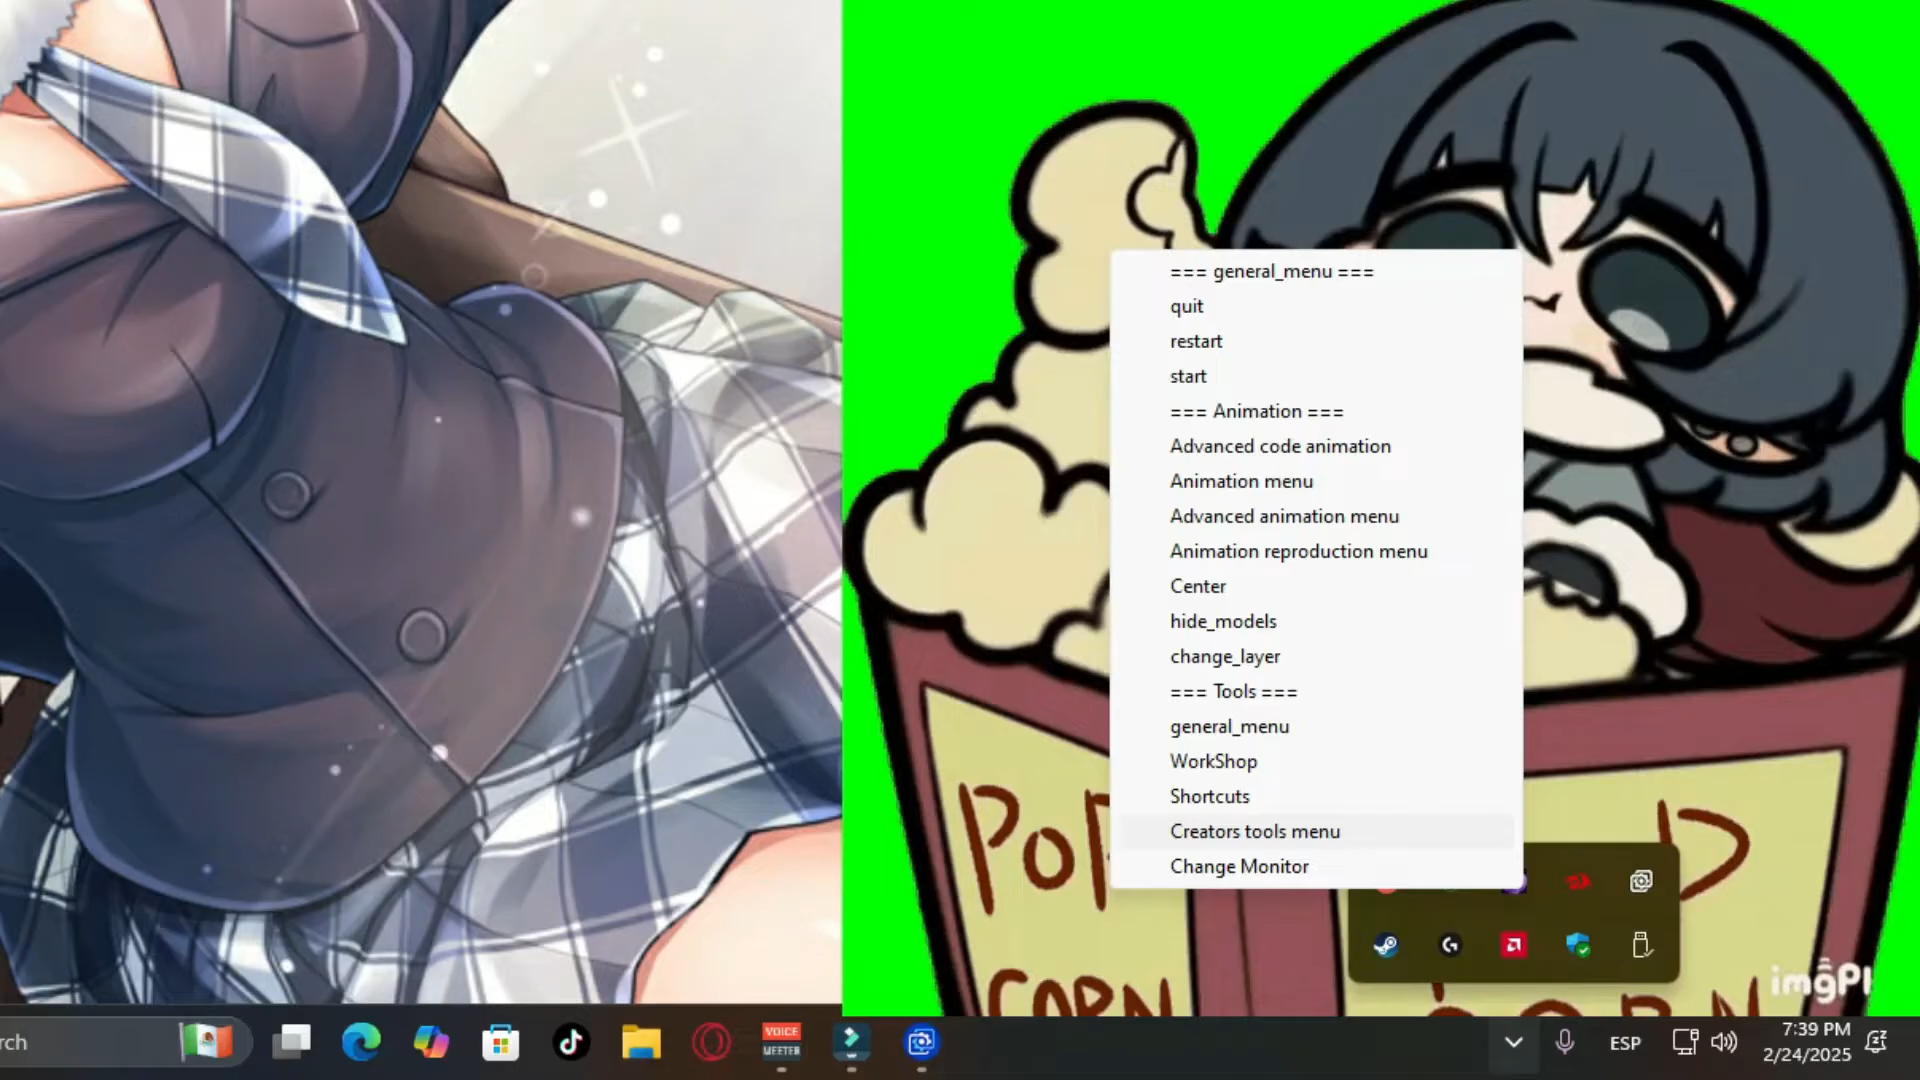 === general_menu ===
quit
restart
start
=== Animation ===
Advanced code animation
Animation menu
Advanced animation menu
Animation reproduction menu
Center
hide_models
change_layer
=== Tools ===
general_menu
WorkShop
Shortcuts
Creators tools menu
Change Monitor
CORN
rch
VOICE
MEETER
ESP
7:39 PM
2/24/2025